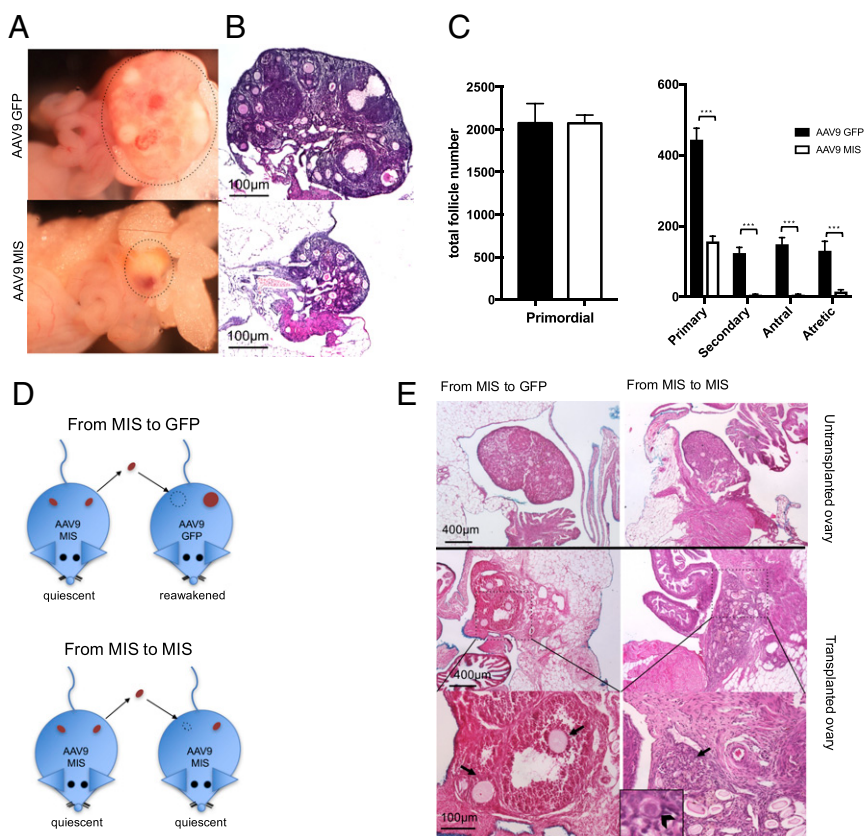 A
B
C
AAV9 GFP
AAV9 MIS
100µm
100µm
total follicle number
2500
2000
1500
1000
500
0
Primordial
600
400
200
0
***
***
***
***
AAV9 GFP
AAV9 MIS
Primary
Secondary
Antral
Atretic
D
From MIS to GFP
AAV9
MIS
AAV9
GFP
quiescent
reawakened
From MIS to MIS
AAV9
MIS
AAV9
MIS
quiescent
quiescent
E
From MIS to GFP
From MIS to MIS
400µm
400µm
100µm
Untransplanted ovary
Transplanted ovary